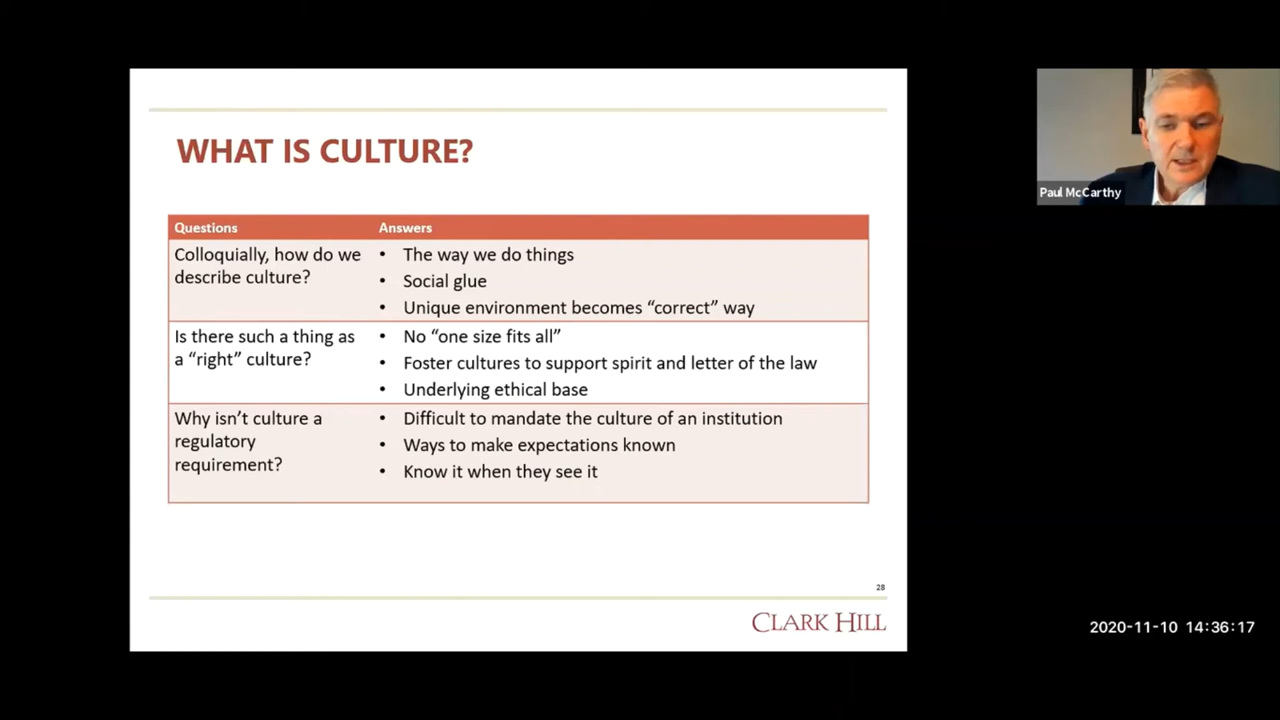 WHAT IS CULTURE?
Paul McCarthy
Questions
Answers
Colloquially, how do we
describe culture?
• The way we do things
• Social glue
• Unique environment becomes “correct” way
Is there such a thing as
a “right” culture?
• No “one size fits all”
• Foster cultures to support spirit and letter of the law
• Underlying ethical base
Why isn’t culture a
regulatory
requirement?
• Difficult to mandate the culture of an institution
• Ways to make expectations known
• Know it when they see it
28
CLARK HILL
2020-11-10 14:36:17